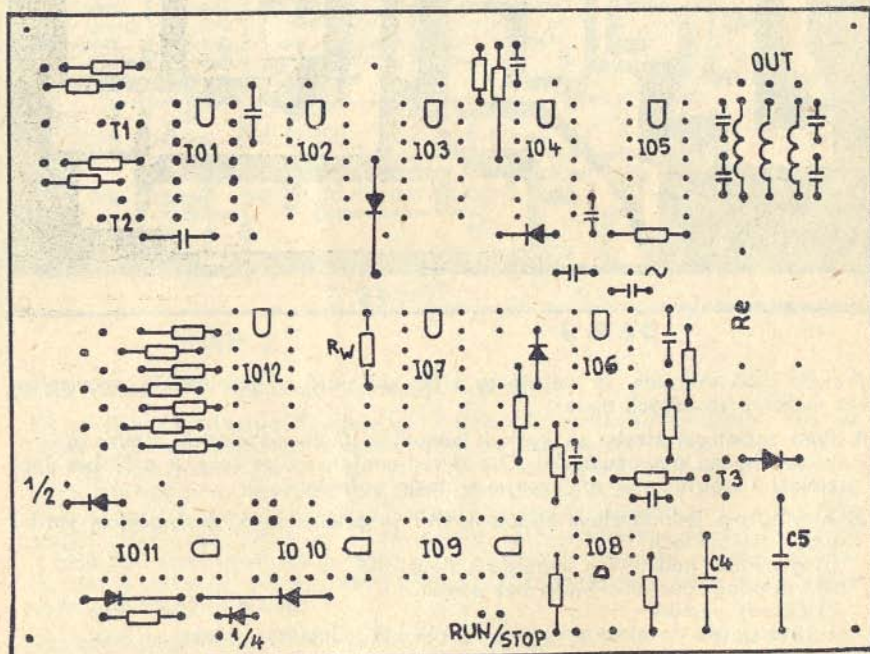 OUT
T1
IO1
IO2
IO3
IO4
IO5
T2
~
Re
IO12
RW
IO7
IO6
1/2
T3
IO11
IO10
IO9
IO8
C4
C5
1/4
RUN/STOP